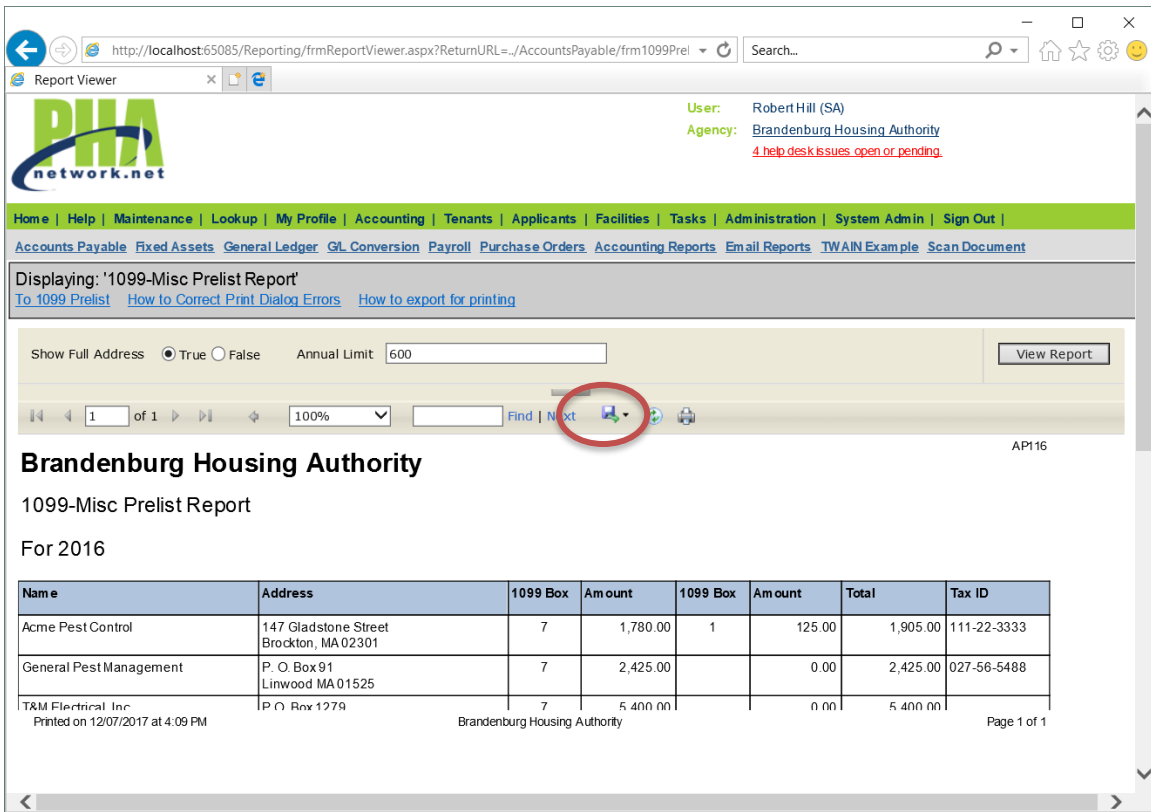 http://localhost:65085/Reporting/frmReportViewer.aspx?ReturnURL=../AccountsPayable/frm1099Prel
Search...
Report Viewer
PHA
network.net
User: Robert Hill (SA)
Agency: Brandenburg Housing Authority
4 help desk issues open or pending.
Home | Help | Maintenance | Lookup | My Profile | Accounting | Tenants | Applicants | Facilities | Tasks | Administration | System Admin | Sign Out |
Accounts Payable Fixed Assets General Ledger G/L Conversion Payroll Purchase Orders Accounting Reports Email Reports TWAIN Example Scan Document
Displaying: '1099-Misc Prelist Report'
To 1099 Prelist How to Correct Print Dialog Errors How to export for printing
Show Full Address True False Annual Limit 600 View Report
1 of 1 100% Find | Next
AP116
Brandenburg Housing Authority
1099-Misc Prelist Report
For 2016
Name Address 1099 Box Amount 1099 Box Amount Total Tax ID
Acme Pest Control 147 Gladstone Street 7 1,780.00 1 125.00 1,905.00 111-22-3333
Brockton, MA 02301
General Pest Management P. O. Box 91 7 2,425.00 0.00 2,425.00 027-56-5488
Linwood MA 01525
T&M Electrical, Inc. P.O. Box 1279 7 5,400.00 0.00 5,400.00
Printed on 12/07/2017 at 4:09 PM Brandenburg Housing Authority Page 1 of 1